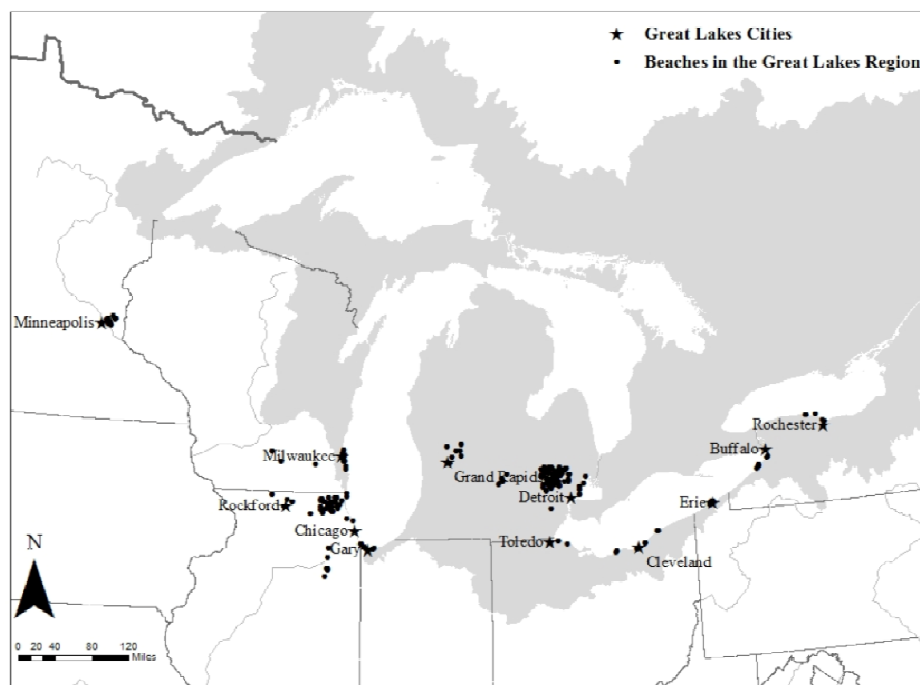 Great Lakes Cities
Beaches in the Great Lakes Region
Minneapolis
Rochester
Buffalo
Milwaukee
Grand Rapids
Detroit
Rockford
Erie
Chicago
Toledo
Gary
Cleveland
N
0 20 40 80 120
Miles